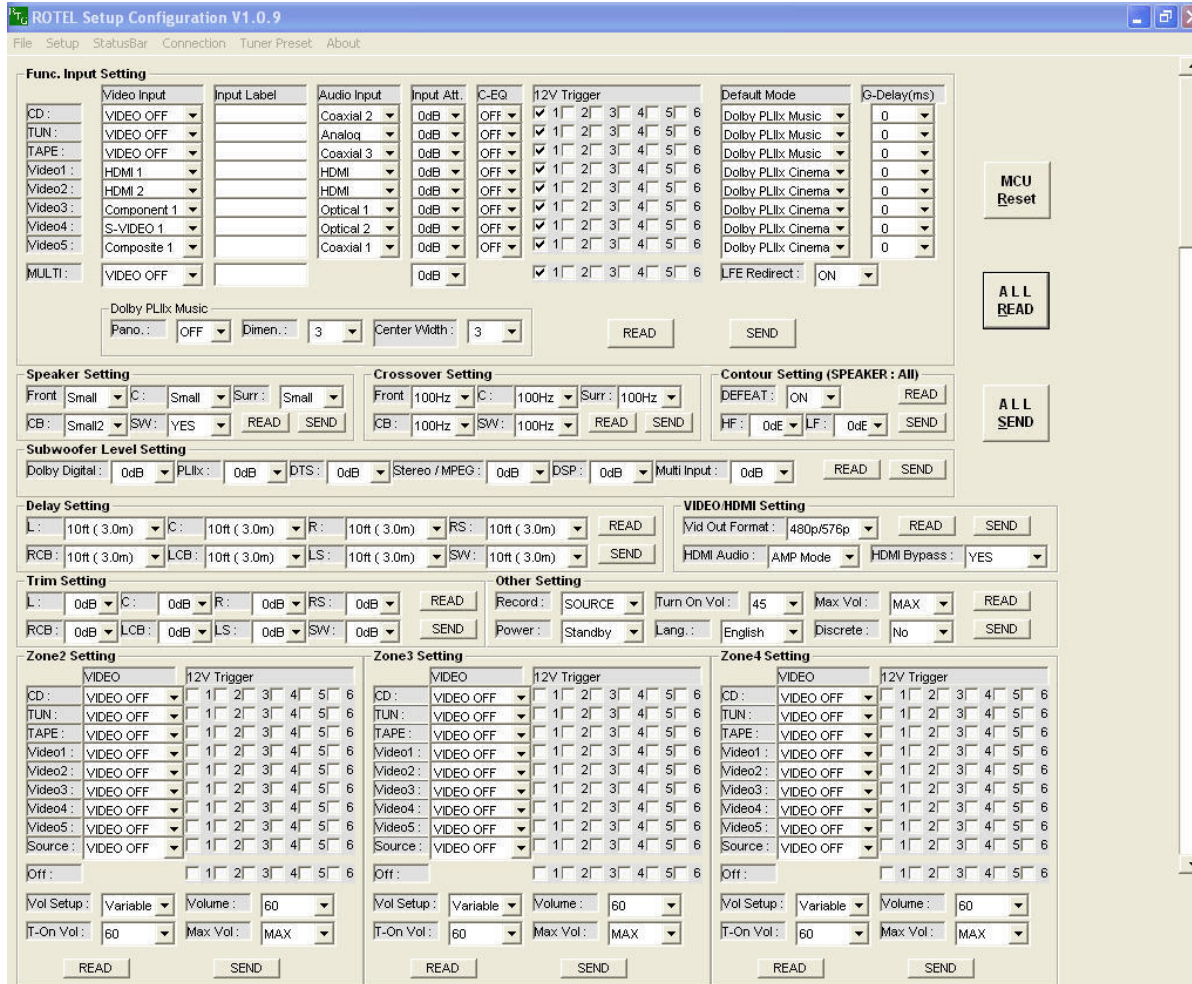 RTG ROTEL Setup Configuration V1.0.9
File Setup StatusBar Connection Tuner Preset About
Func. Input Setting
Video Input Input Label Audio Input Input Att. C-EQ 12V Trigger Default Mode G-Delay(ms)
CD : VIDEO OFF Coaxial 2 0dB OFF 1 2 3 4 5 6 Dolby PLIIx Music 0
TUN : VIDEO OFF Analog 0dB OFF 1 2 3 4 5 6 Dolby PLIIx Music 0
TAPE : VIDEO OFF Coaxial 3 0dB OFF 1 2 3 4 5 6 Dolby PLIIx Music 0
Video1 : HDMI 1 HDMI 0dB OFF 1 2 3 4 5 6 Dolby PLIIx Cinema 0
Video2 : HDMI 2 HDMI 0dB OFF 1 2 3 4 5 6 Dolby PLIIx Cinema 0
Video3 : Component 1 Optical 1 0dB OFF 1 2 3 4 5 6 Dolby PLIIx Cinema 0
Video4 : S-VIDEO 1 Optical 2 0dB OFF 1 2 3 4 5 6 Dolby PLIIx Cinema 0
Video5 : Composite 1 Coaxial 1 0dB OFF 1 2 3 4 5 6 Dolby PLIIx Cinema 0
MULTI : VIDEO OFF 0dB 1 2 3 4 5 6 LFE Redirect : ON
Dolby PLIIx Music
Pano. : OFF Dimen. : 3 Center Width : 3 READ SEND
MCU
Reset
ALL
READ
ALL
SEND
Speaker Setting
Front Small C : Small Surr : Small
CB : Small2 SW : YES READ SEND
Crossover Setting
Front 100Hz C : 100Hz Surr : 100Hz
CB : 100Hz SW : 100Hz READ SEND
Contour Setting (SPEAKER : All)
DEFEAT : ON READ
HF : 0dE LF : 0dE SEND
Subwoofer Level Setting
Dolby Digital : 0dB PLIIx : 0dB DTS : 0dB Stereo / MPEG : 0dB DSP : 0dB Multi Input : 0dB READ SEND
Delay Setting
L : 10ft ( 3.0m) C : 10ft ( 3.0m) R : 10ft ( 3.0m) RS : 10ft ( 3.0m) READ
RCB : 10ft ( 3.0m) LCB : 10ft ( 3.0m) LS : 10ft ( 3.0m) SW : 10ft ( 3.0m) SEND
VIDEO/HDMI Setting
Vid Out Format : 480p/576p READ SEND
HDMI Audio : AMP Mode HDMI Bypass : YES
Trim Setting
L : 0dB C : 0dB R : 0dB RS : 0dB READ
RCB : 0dB LCB : 0dB LS : 0dB SW : 0dB SEND
Other Setting
Record : SOURCE Turn On Vol : 45 Max Vol : MAX READ
Power : Standby Lang. : English Discrete : No SEND
Zone2 Setting
VIDEO 12V Trigger
CD : VIDEO OFF 1 2 3 4 5 6
TUN : VIDEO OFF 1 2 3 4 5 6
TAPE : VIDEO OFF 1 2 3 4 5 6
Video1 : VIDEO OFF 1 2 3 4 5 6
Video2 : VIDEO OFF 1 2 3 4 5 6
Video3 : VIDEO OFF 1 2 3 4 5 6
Video4 : VIDEO OFF 1 2 3 4 5 6
Video5 : VIDEO OFF 1 2 3 4 5 6
Source : VIDEO OFF 1 2 3 4 5 6
Off : 1 2 3 4 5 6
Vol Setup : Variable Volume : 60
T-On Vol : 60 Max Vol : MAX
READ SEND
Zone3 Setting
VIDEO 12V Trigger
CD : VIDEO OFF 1 2 3 4 5 6
TUN : VIDEO OFF 1 2 3 4 5 6
TAPE : VIDEO OFF 1 2 3 4 5 6
Video1 : VIDEO OFF 1 2 3 4 5 6
Video2 : VIDEO OFF 1 2 3 4 5 6
Video3 : VIDEO OFF 1 2 3 4 5 6
Video4 : VIDEO OFF 1 2 3 4 5 6
Video5 : VIDEO OFF 1 2 3 4 5 6
Source : VIDEO OFF 1 2 3 4 5 6
Off : 1 2 3 4 5 6
Vol Setup : Variable Volume : 60
T-On Vol : 60 Max Vol : MAX
READ SEND
Zone4 Setting
VIDEO 12V Trigger
CD : VIDEO OFF 1 2 3 4 5 6
TUN : VIDEO OFF 1 2 3 4 5 6
TAPE : VIDEO OFF 1 2 3 4 5 6
Video1 : VIDEO OFF 1 2 3 4 5 6
Video2 : VIDEO OFF 1 2 3 4 5 6
Video3 : VIDEO OFF 1 2 3 4 5 6
Video4 : VIDEO OFF 1 2 3 4 5 6
Video5 : VIDEO OFF 1 2 3 4 5 6
Source : VIDEO OFF 1 2 3 4 5 6
Off : 1 2 3 4 5 6
Vol Setup : Variable Volume : 60
T-On Vol : 60 Max Vol : MAX
READ SEND